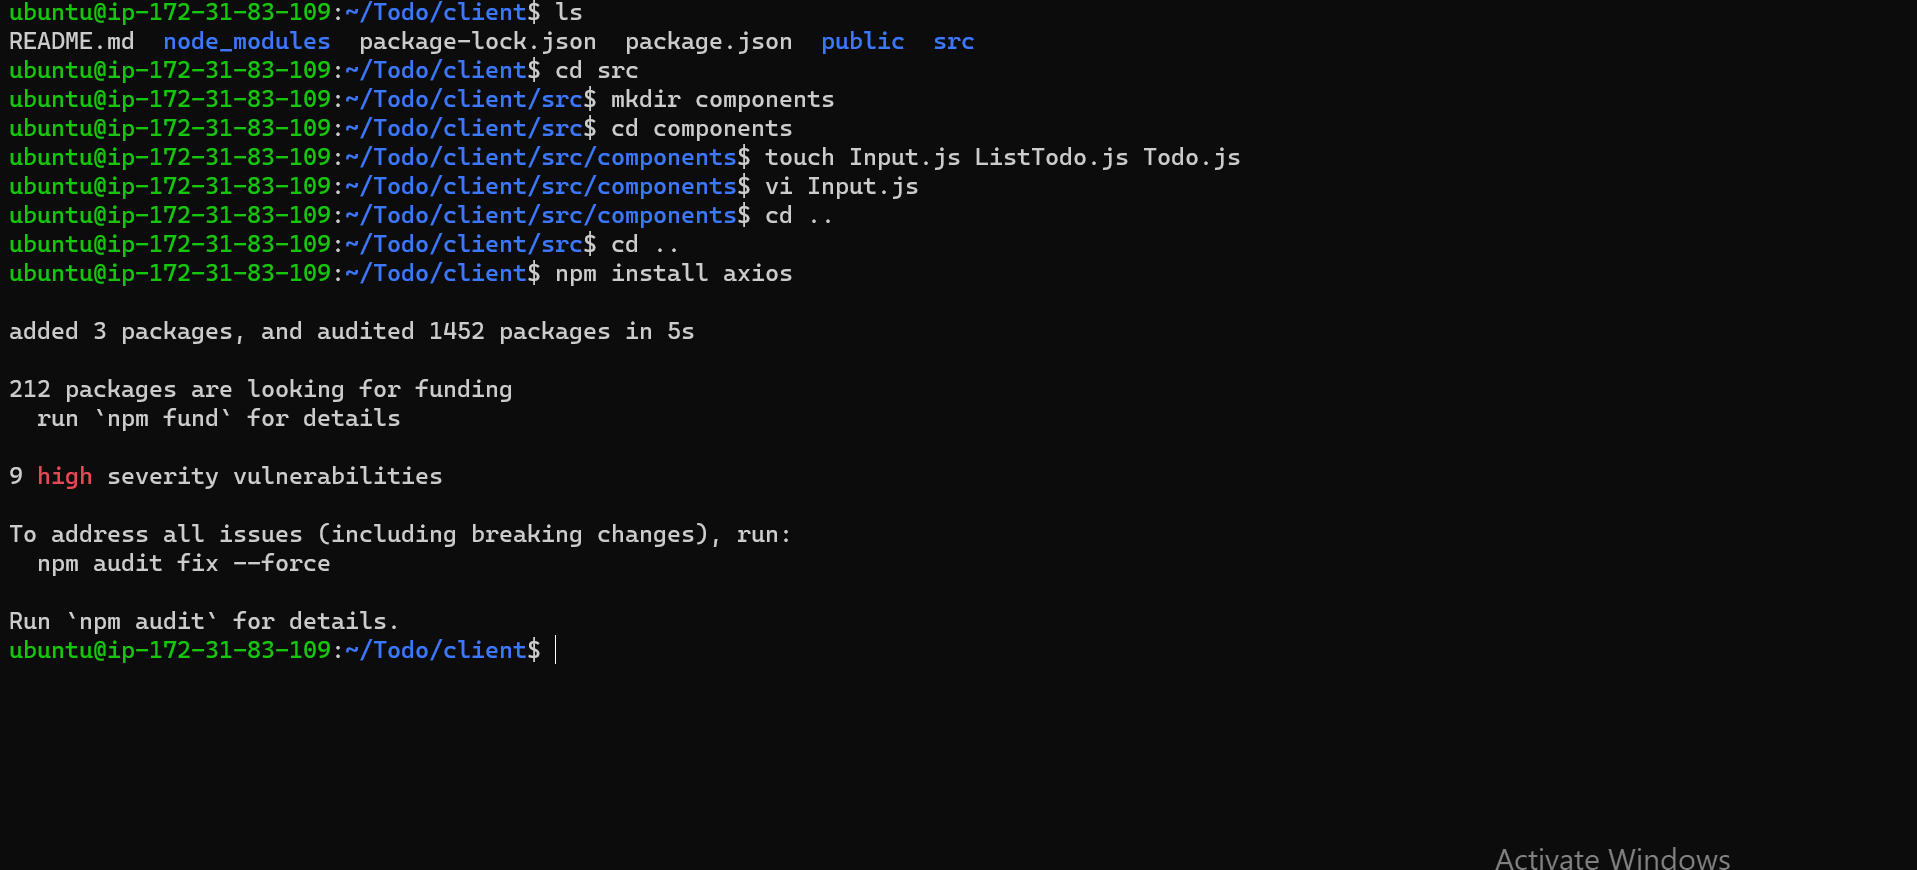 ubuntu@ip-172-31-83-109:~/Todo/client$ ls
README.md  node_modules  package-lock.json  package.json  public  src
ubuntu@ip-172-31-83-109:~/Todo/client$ cd src
ubuntu@ip-172-31-83-109:~/Todo/client/src$ mkdir components
ubuntu@ip-172-31-83-109:~/Todo/client/src$ cd components
ubuntu@ip-172-31-83-109:~/Todo/client/src/components$ touch Input.js ListTodo.js Todo.js
ubuntu@ip-172-31-83-109:~/Todo/client/src/components$ vi Input.js
ubuntu@ip-172-31-83-109:~/Todo/client/src/components$ cd ..
ubuntu@ip-172-31-83-109:~/Todo/client/src$ cd ..
ubuntu@ip-172-31-83-109:~/Todo/client$ npm install axios
added 3 packages, and audited 1452 packages in 5s
212 packages are looking for funding
  run `npm fund` for details
9 high severity vulnerabilities
To address all issues (including breaking changes), run:
  npm audit fix --force
Run `npm audit` for details.
ubuntu@ip-172-31-83-109:~/Todo/client$
Activate Windows